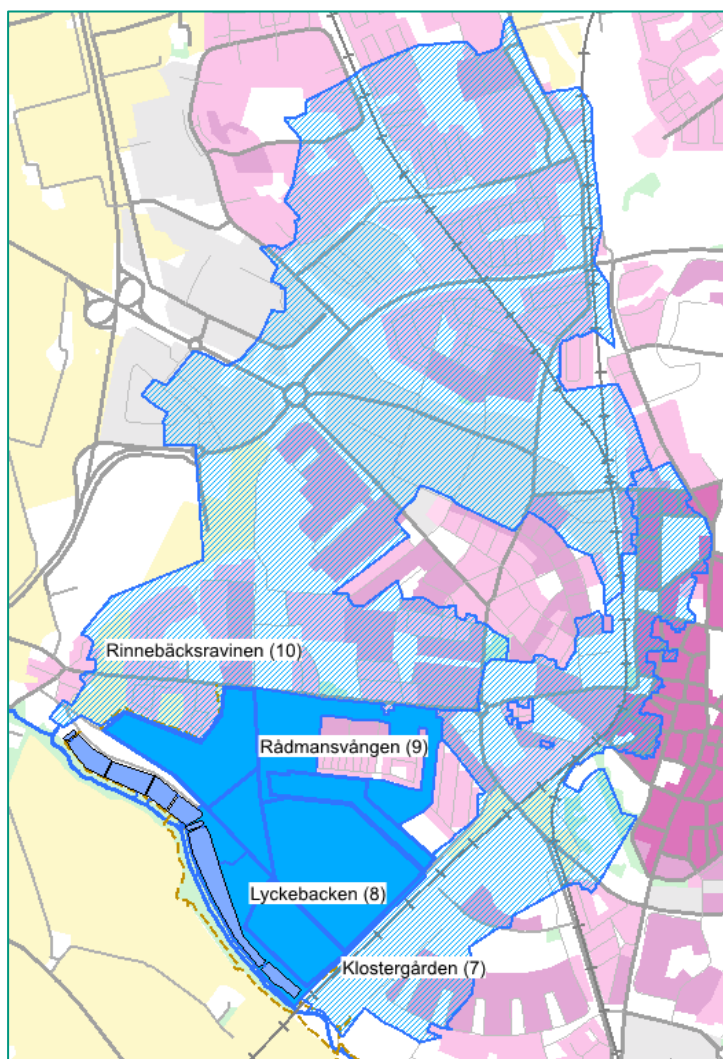 Rinnebäcksravinen (10)
Rådmansvången (9)
Lyckebacken (8)
Klostergården (7)